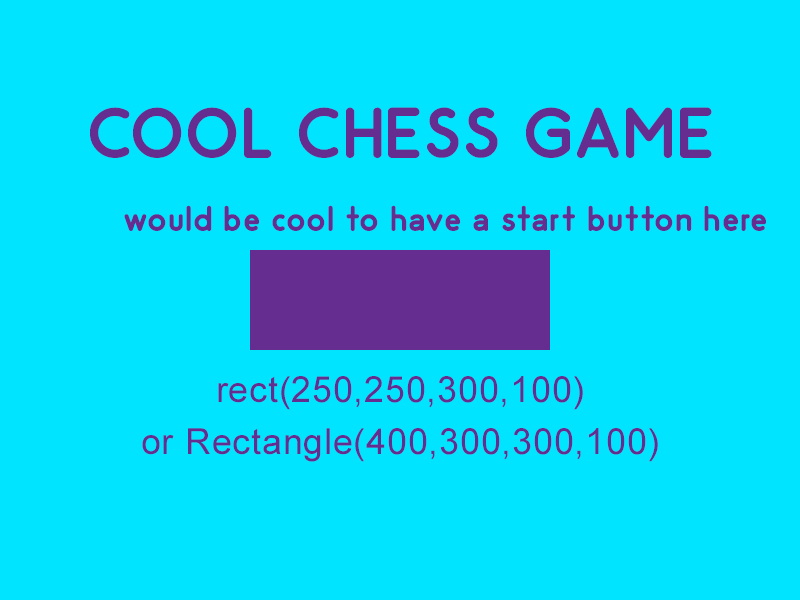 COOL CHESS GAME
would be cool to have a start button here
rect(250,250,300,100)
or Rectangle(400,300,300,100)